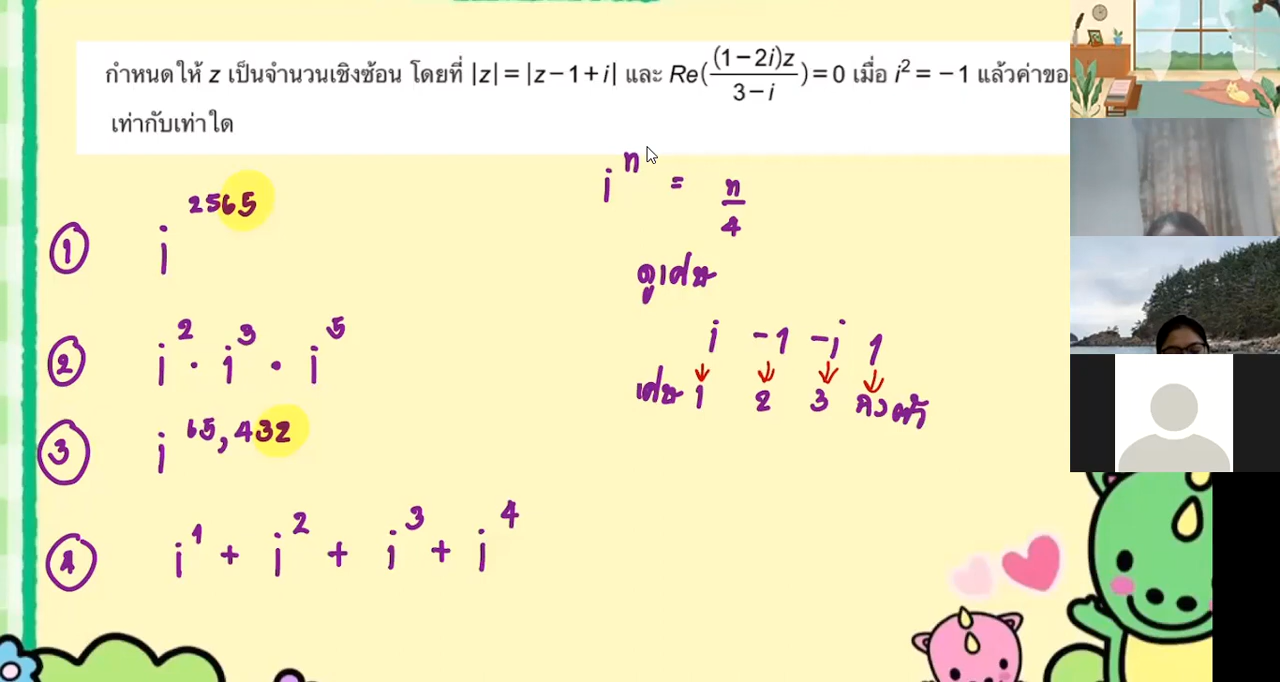 กำหนดให้ z เป็นจำนวนเชิงซ้อน โดยที่ |z| = |z−1+i| และ Re((1−2i)z/(3−i)) = 0 เมื่อ i² = −1 แล้วค่าขอ
เท่ากับเท่าใด
iⁿ = n/4
① i²⁵⁶⁵
ดูเศษ
② i² · i³ · i⁵
i −1 −i 1
เศษ 1 2 3 ลงตัว
③ i⁶⁵,⁴³²
④ i¹ + i² + i³ + i⁴